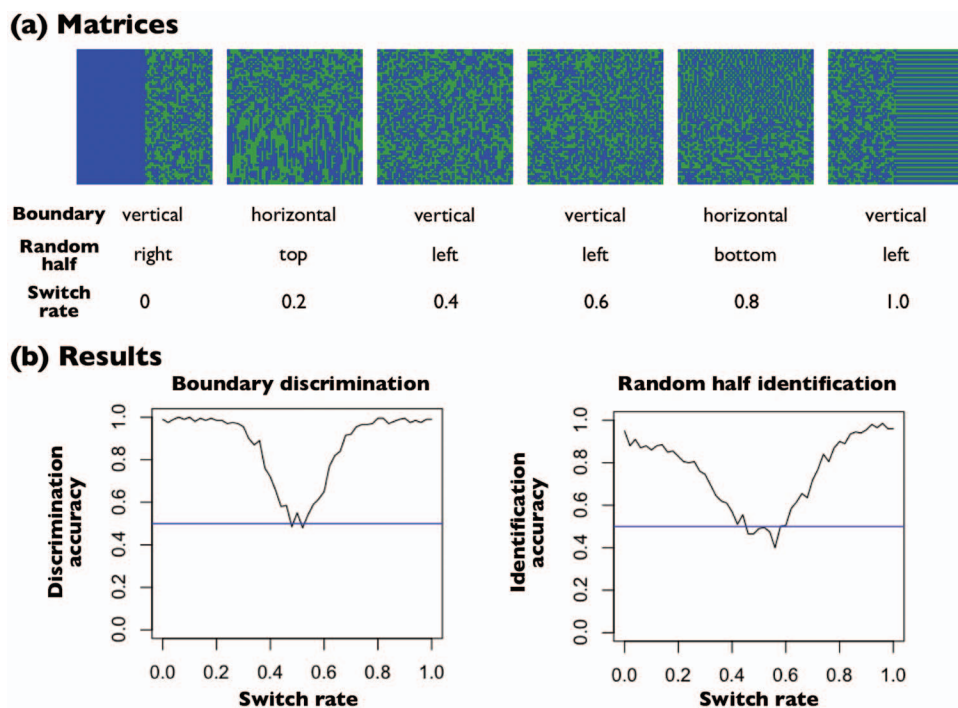 (a) Matrices
Boundary vertical horizontal vertical vertical horizontal vertical
Random half right top left left bottom left
Switch rate 0 0.2 0.4 0.6 0.8 1.0
(b) Results
Boundary discrimination
Discrimination accuracy
1.0
0.8
0.6
0.4
0.2
0.0
0.0 0.2 0.4 0.6 0.8 1.0
Switch rate
Random half identification
Identification accuracy
1.0
0.8
0.6
0.4
0.2
0.0
0.0 0.2 0.4 0.6 0.8 1.0
Switch rate